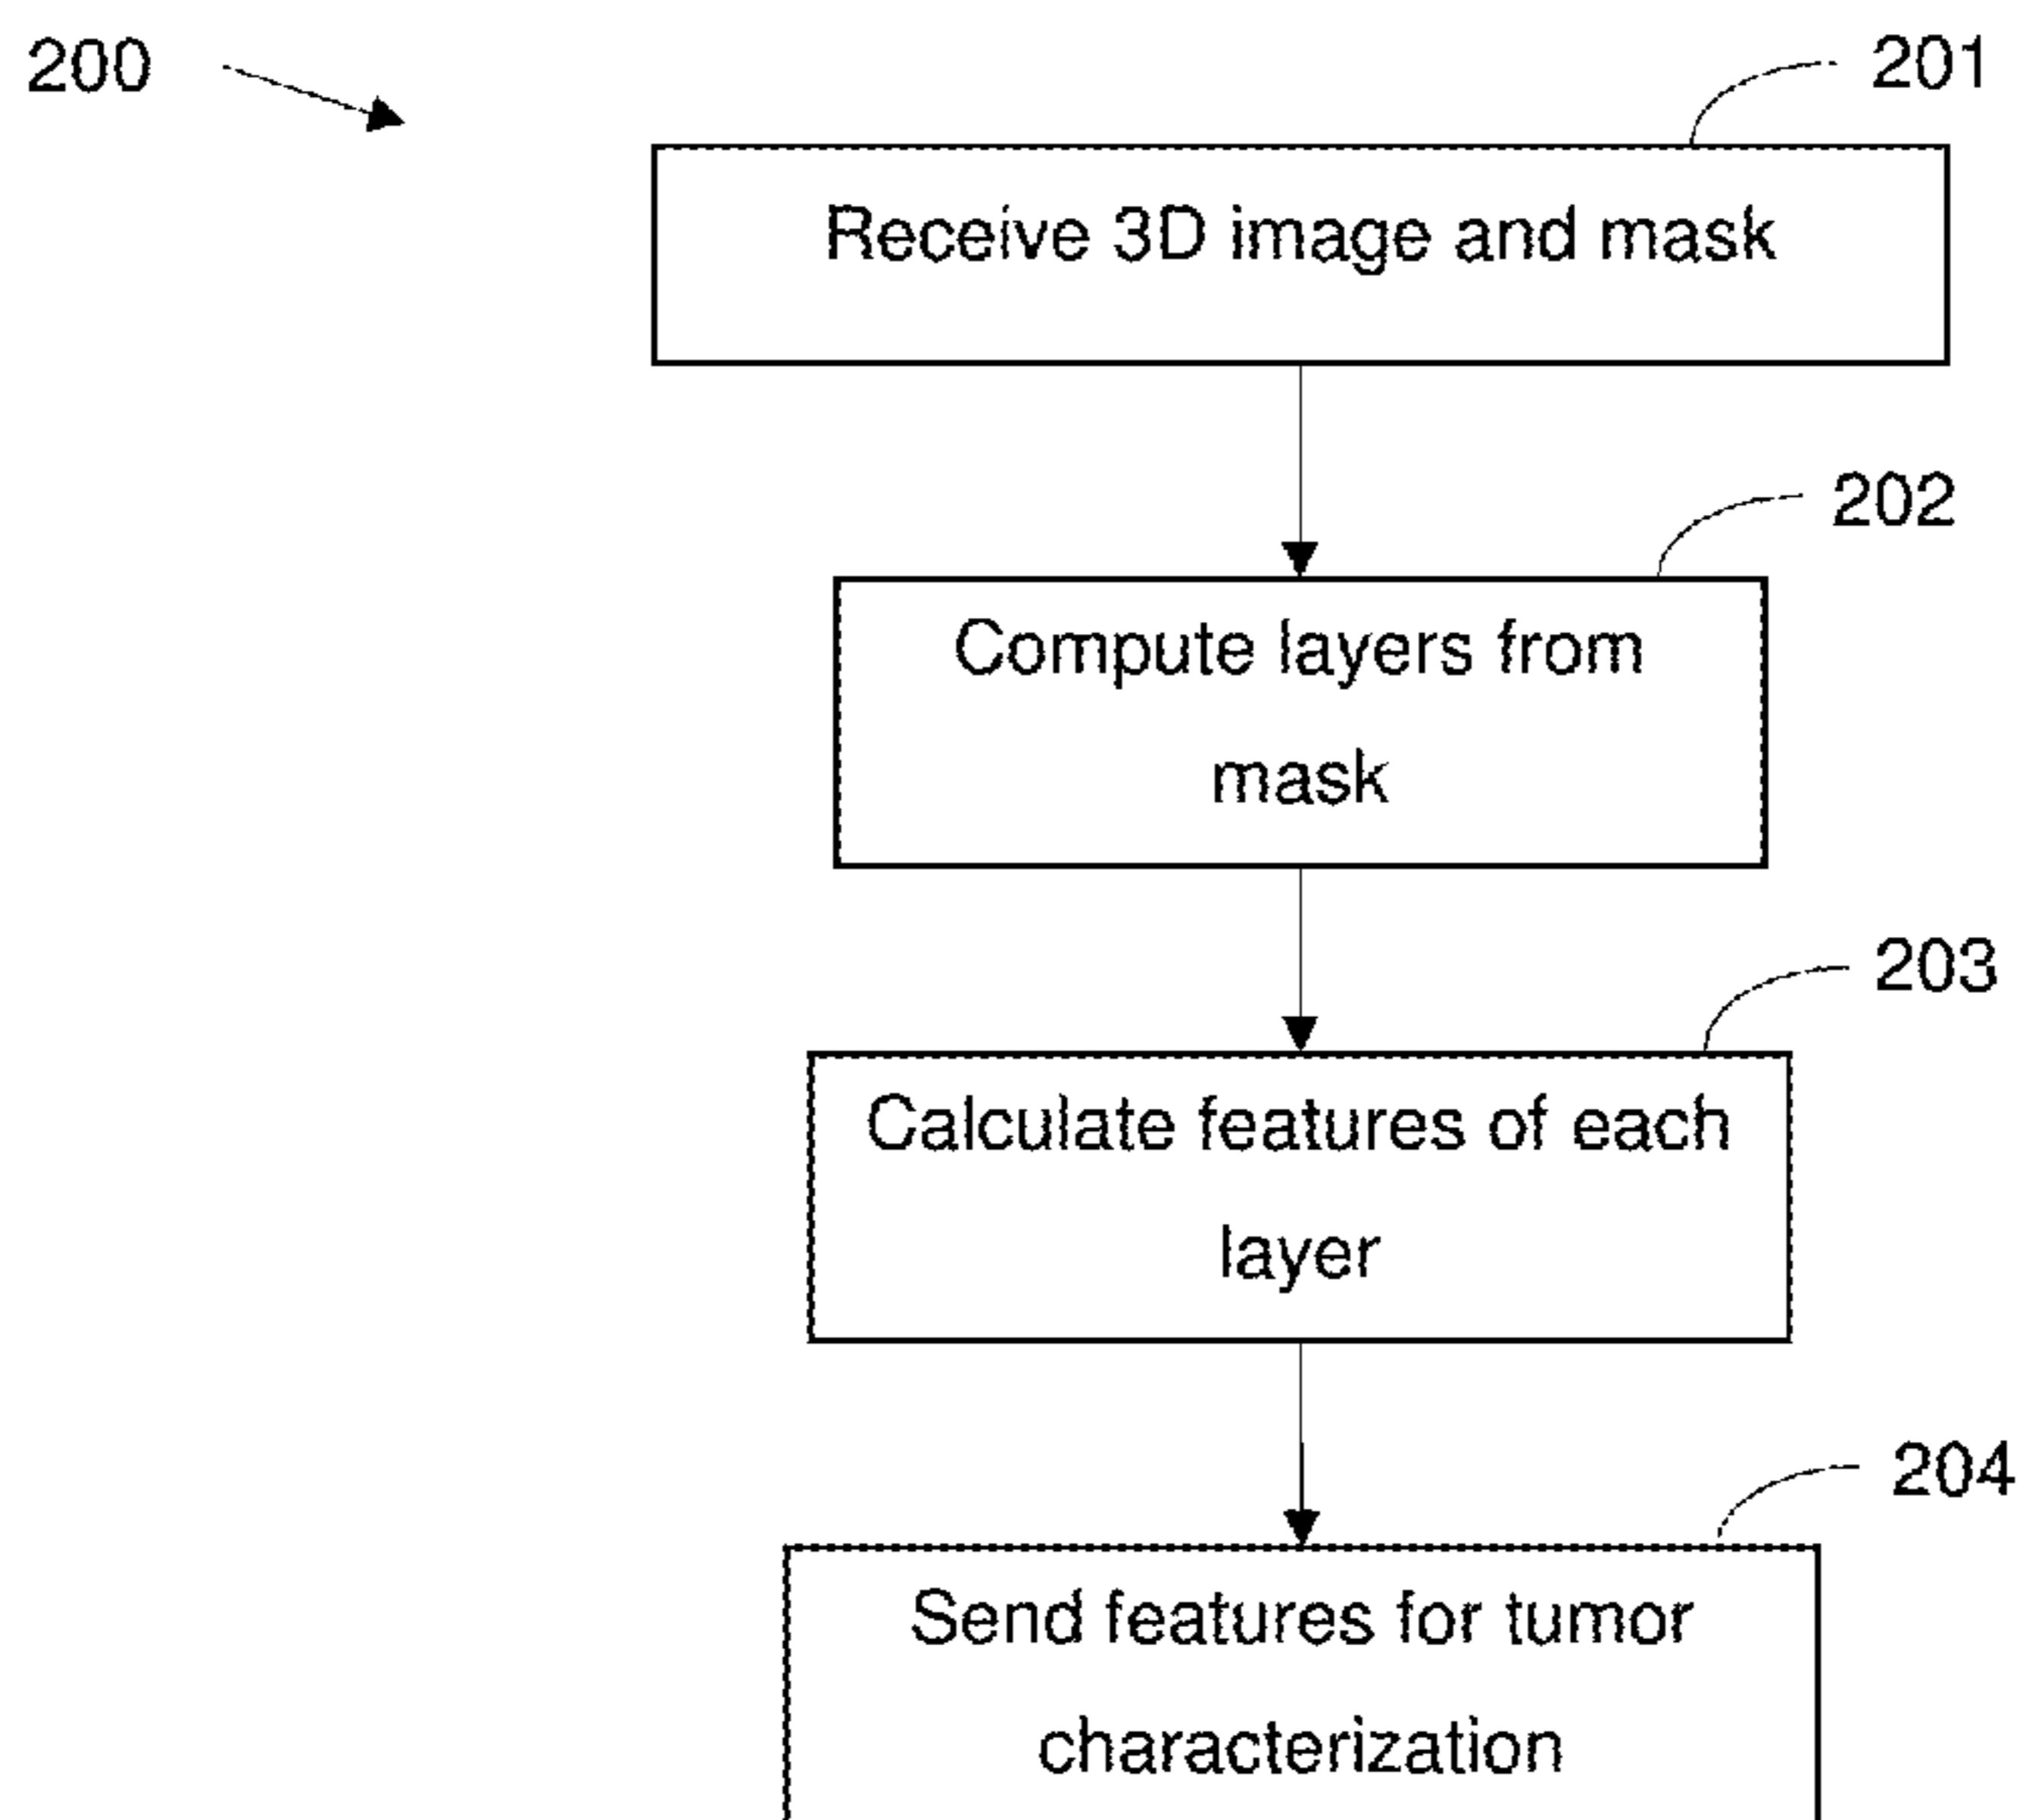 200
201
Receive 3D image and mask
202
Compute layers from
mask
203
Calculate features of each
layer
204
Send features for tumor
characterization